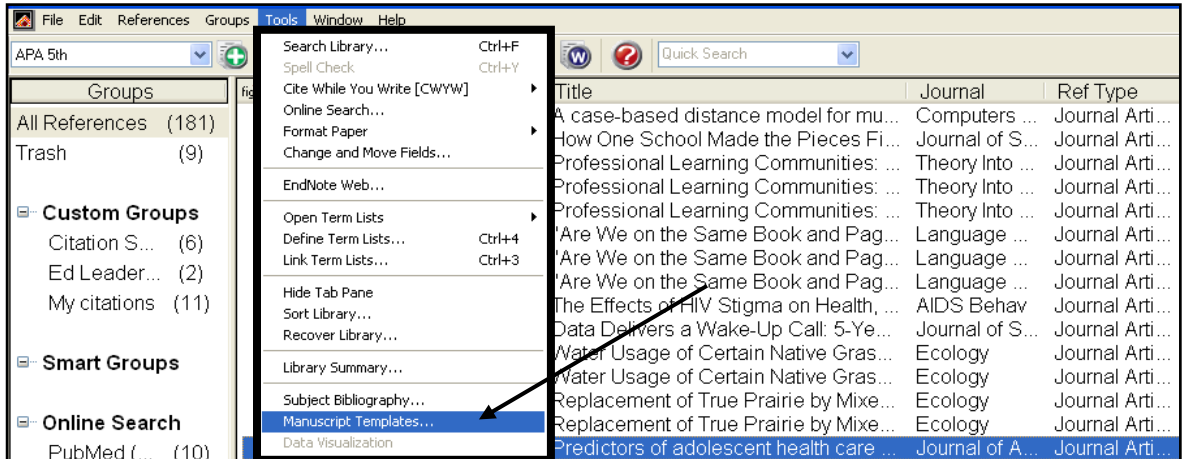 File Edit References Groups Tools Window Help
APA 5th
Quick Search
Groups
All References (181)
Trash (9)
Custom Groups
Citation S... (6)
Ed Leader... (2)
My citations (11)
Smart Groups
Online Search
PubMed (... (10)
Search Library... Ctrl+F
Spell Check Ctrl+Y
Cite While You Write [CWYW]
Online Search...
Format Paper
Change and Move Fields...
EndNote Web...
Open Term Lists
Define Term Lists... Ctrl+4
Link Term Lists... Ctrl+3
Hide Tab Pane
Sort Library...
Recover Library...
Library Summary...
Subject Bibliography...
Manuscript Templates...
Data Visualization
Title Journal Ref Type
A case-based distance model for mu... Computers ... Journal Arti...
How One School Made the Pieces Fi... Journal of S... Journal Arti...
Professional Learning Communities: ... Theory Into ... Journal Arti...
Professional Learning Communities: ... Theory Into ... Journal Arti...
Professional Learning Communities: ... Theory Into ... Journal Arti...
"Are We on the Same Book and Pag... Language ... Journal Arti...
"Are We on the Same Book and Pag... Language ... Journal Arti...
"Are We on the Same Book and Pag... Language ... Journal Arti...
The Effects of HIV Stigma on Health, ... AIDS Behav Journal Arti...
Data Delivers a Wake-Up Call: 5-Ye... Journal of S... Journal Arti...
Water Usage of Certain Native Gras... Ecology Journal Arti...
Water Usage of Certain Native Gras... Ecology Journal Arti...
Replacement of True Prairie by Mixe... Ecology Journal Arti...
Replacement of True Prairie by Mixe... Ecology Journal Arti...
Predictors of adolescent health care ... Journal of A... Journal Arti...